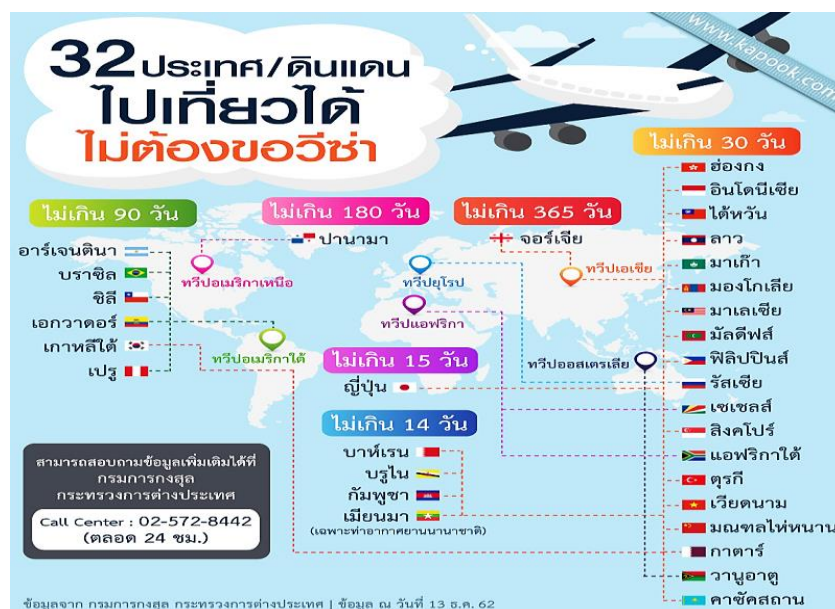 www.kapook.com
32 ประเทศ/ดินแดน
ไปเที่ยวได้
ไม่ต้องขอวีซ่า
ไม่เกิน 90 วัน
อาร์เจนตินา
บราซิล
ชิลี
เอกวาดอร์
เกาหลีใต้
เปรู
ไม่เกิน 180 วัน
ปานามา
ทวีปอเมริกาเหนือ
ทวีปอเมริกาใต้
ไม่เกิน 365 วัน
จอร์เจีย
ทวีปยุโรป
ทวีปแอฟริกา
ทวีปเอเชีย
ทวีปออสเตรเลีย
ไม่เกิน 15 วัน
ญี่ปุ่น
ไม่เกิน 14 วัน
บาห์เรน
บรูไน
กัมพูชา
เมียนมา
(เฉพาะท่าอากาศยานนานาชาติ)
ไม่เกิน 30 วัน
ฮ่องกง
อินโดนีเซีย
ไต้หวัน
ลาว
มาเก๊า
มองโกเลีย
มาเลเซีย
มัลดีฟส์
ฟิลิปปินส์
รัสเซีย
เซเชลส์
สิงคโปร์
แอฟริกาใต้
ตุรกี
เวียดนาม
มณฑลไห่หนาน
กาตาร์
วานูอาตู
คาซัคสถาน
สามารถสอบถามข้อมูลเพิ่มเติมได้ที่
กรมการกงสุล
กระทรวงการต่างประเทศ
Call Center : 02-572-8442
(ตลอด 24 ชม.)
ข้อมูลจาก กรมการกงสุล กระทรวงการต่างประเทศ | ข้อมูล ณ วันที่ 13 ธ.ค. 62